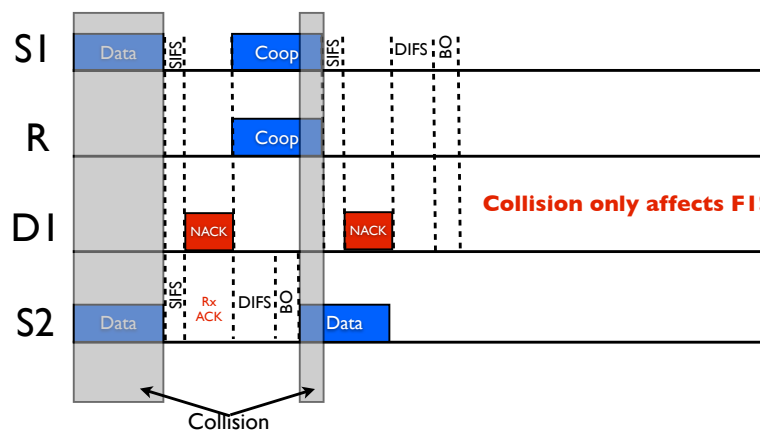 S1 Data SIFS Coop SIFS DIFS BO
R Coop
Collision only affects F1
D1 NACK NACK
S2 Data SIFS Rx ACK DIFS BO Data
Collision